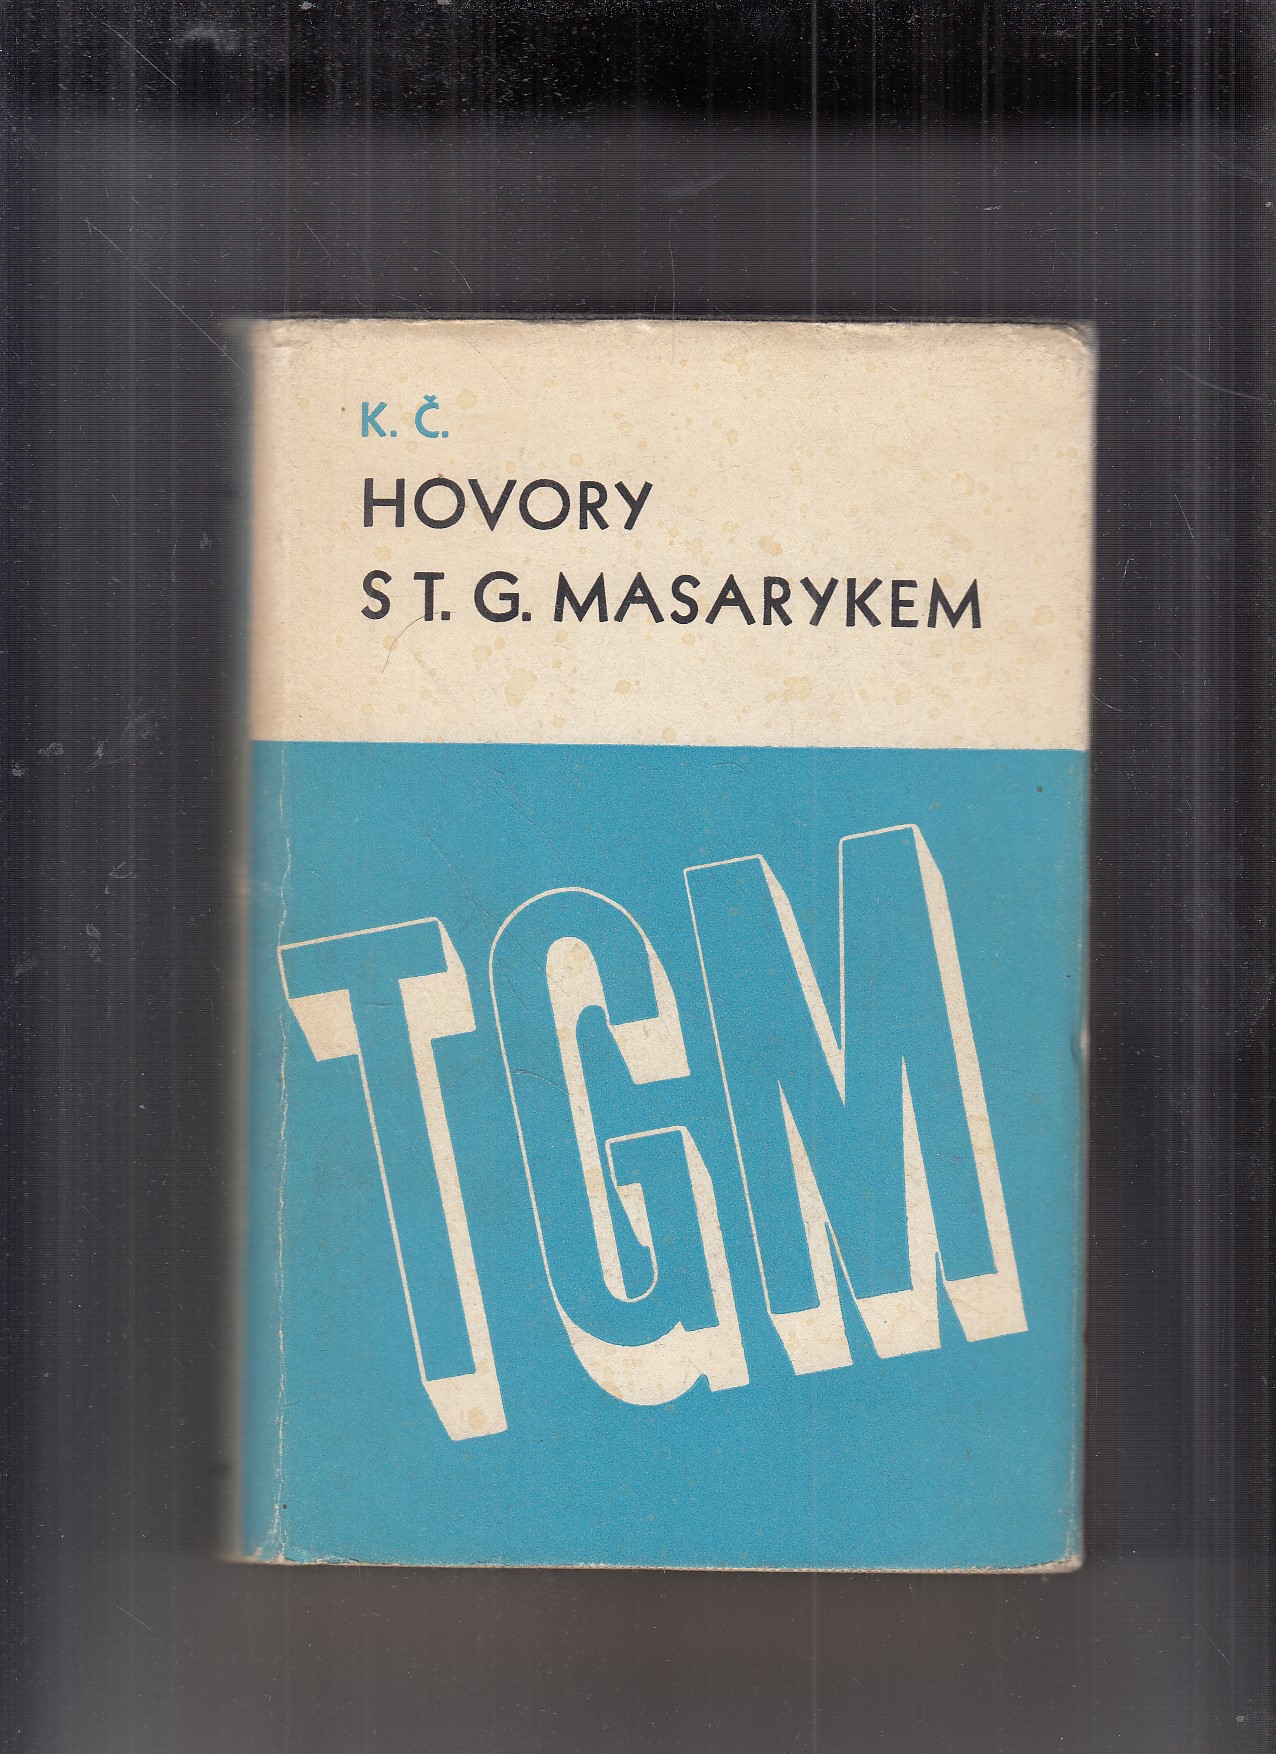 K. Č.
HOVORY
S T. G. MASARYKEM
TGM